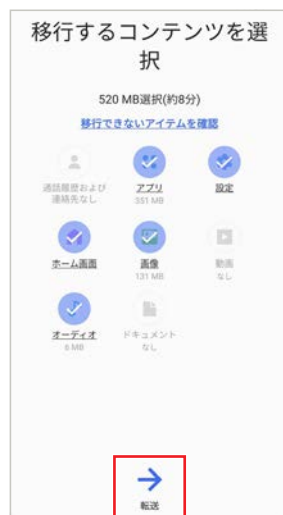 移行するコンテンツを選
択
520 MB選択(約8分)
移行できないアイテムを確認
通話履歴および
連絡先なし
アプリ
351 MB
設定
ホーム画面
画像
131 MB
動画
なし
オーディオ
6 MB
ドキュメント
なし
転送